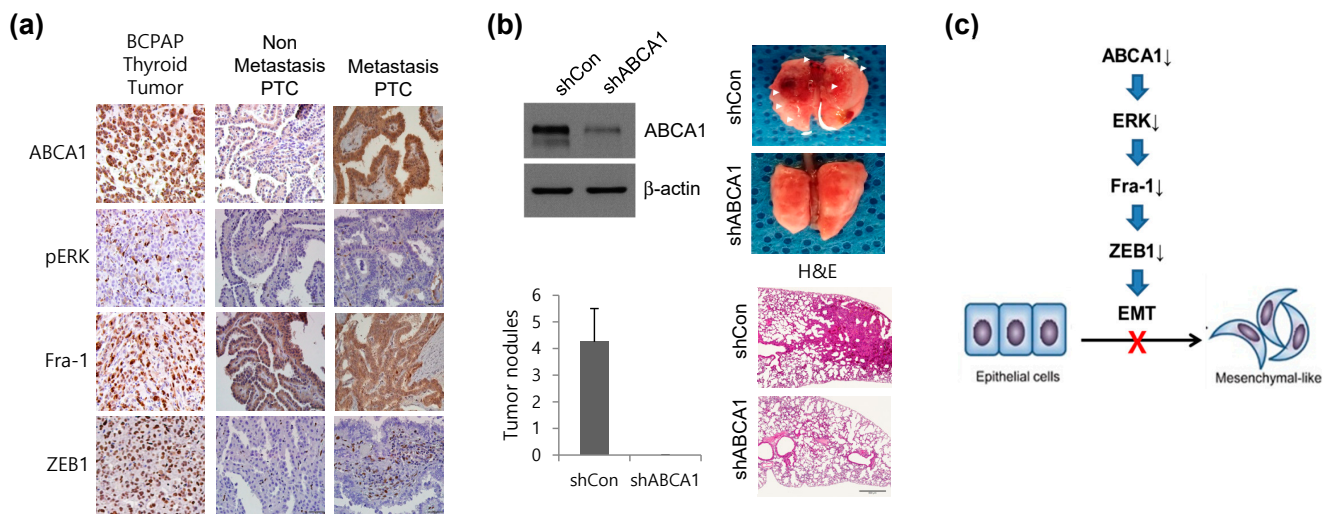 (a)
BCPAP
Thyroid
Tumor
Non
Metastasis
PTC
Metastasis
PTC
ABCA1
pERK
Fra-1
ZEB1
(b)
shCon
shABCA1
ABCA1
β-actin
shCon
shABCA1
Tumor nodules
6
5
4
3
2
1
0
shCon
shABCA1
H&E
shCon
shABCA1
(c)
ABCA1↓
ERK↓
Fra-1↓
ZEB1↓
EMT
X
Epithelial cells
Mesenchymal-like